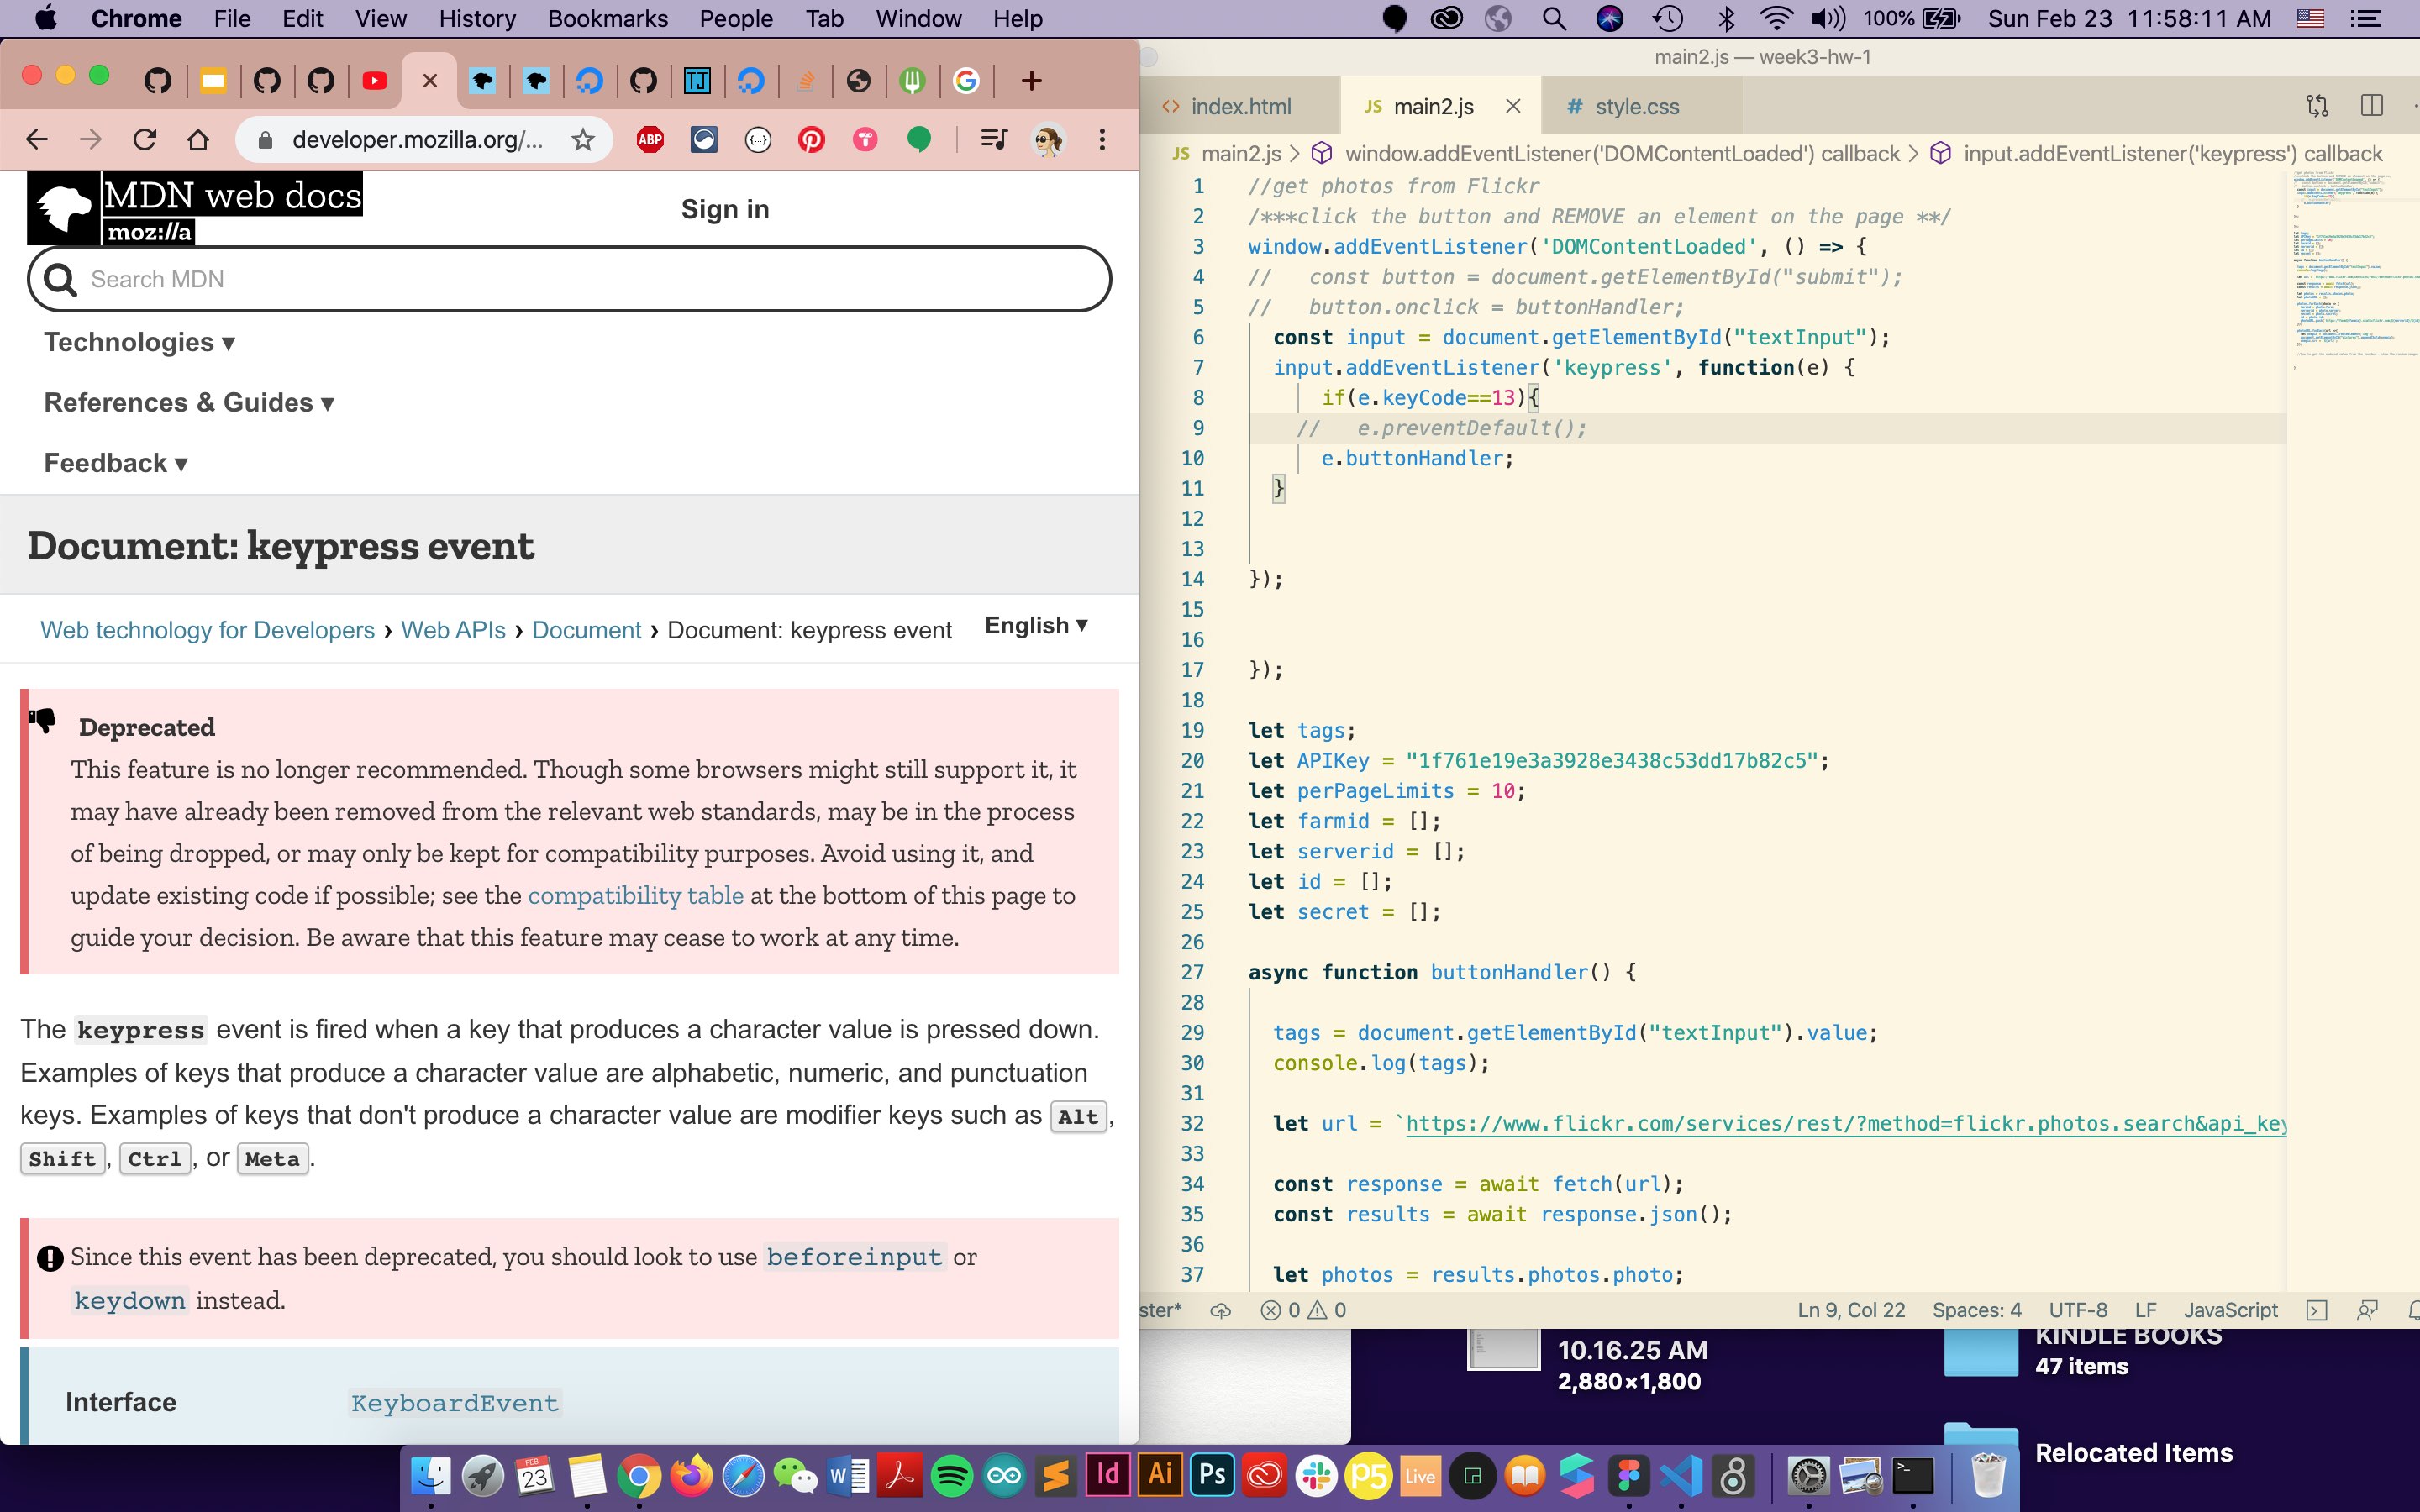 Chrome File Edit View History Bookmarks People Tab Window Help
100% Sun Feb 23 11:58:11 AM
developer.mozilla.org/...
ABP
TJ
MDN web docs
moz://a
Sign in
Search MDN
Technologies ▾
References & Guides ▾
Feedback ▾
Document: keypress event
Web technology for Developers › Web APIs › Document › Document: keypress event
English ▾
Deprecated
This feature is no longer recommended. Though some browsers might still support it, it
may have already been removed from the relevant web standards, may be in the process
of being dropped, or may only be kept for compatibility purposes. Avoid using it, and
update existing code if possible; see the compatibility table at the bottom of this page to
guide your decision. Be aware that this feature may cease to work at any time.
The keypress event is fired when a key that produces a character value is pressed down.
Examples of keys that produce a character value are alphabetic, numeric, and punctuation
keys. Examples of keys that don't produce a character value are modifier keys such as Alt,
Shift, Ctrl, or Meta.
Since this event has been deprecated, you should look to use beforeinput or
keydown instead.
Interface KeyboardEvent
main2.js — week3-hw-1
<> index.html JS main2.js # style.css
JS main2.js > window.addEventListener('DOMContentLoaded') callback > input.addEventListener('keypress') callback
1 //get photos from Flickr
2 /***click the button and REMOVE an element on the page **/
3 window.addEventListener('DOMContentLoaded', () => {
4 //   const button = document.getElementById("submit");
5 //   button.onclick = buttonHandler;
6   const input = document.getElementById("textInput");
7   input.addEventListener('keypress', function(e) {
8       if(e.keyCode==13){
9     //   e.preventDefault();
10       e.buttonHandler;
11   }
12
13
14 });
15
16
17 });
18
19 let tags;
20 let APIKey = "1f761e19e3a3928e3438c53dd17b82c5";
21 let perPageLimits = 10;
22 let farmid = [];
23 let serverid = [];
24 let id = [];
25 let secret = [];
26
27 async function buttonHandler() {
28
29   tags = document.getElementById("textInput").value;
30   console.log(tags);
31
32   let url = `https://www.flickr.com/services/rest/?method=flickr.photos.search&api_key
33
34   const response = await fetch(url);
35   const results = await response.json();
36
37   let photos = results.photos.photo;
ster* 0 0 Ln 9, Col 22 Spaces: 4 UTF-8 LF JavaScript
10.16.25 AM
2,880×1,800
KINDLE BOOKS
47 items
Relocated Items
FEB
23
W
Id
Ai
Ps
P5
Live
8